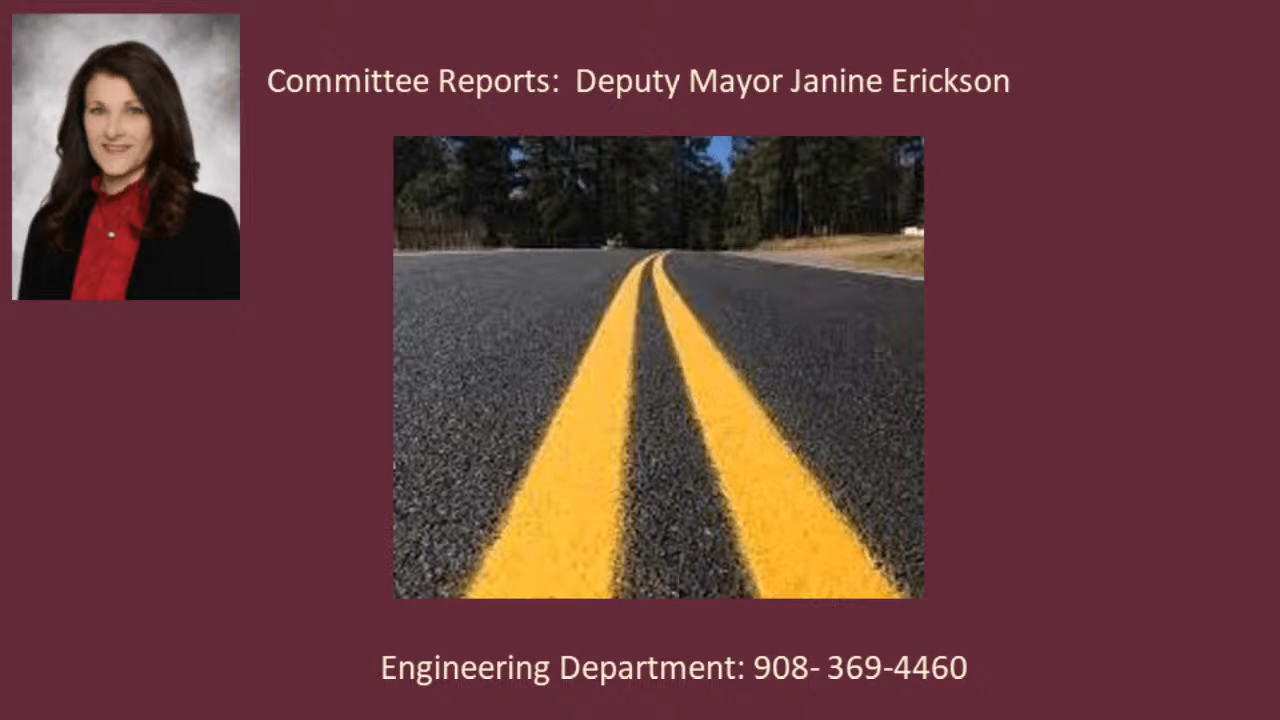 Committee Reports:  Deputy Mayor Janine Erickson
Engineering Department: 908- 369-4460